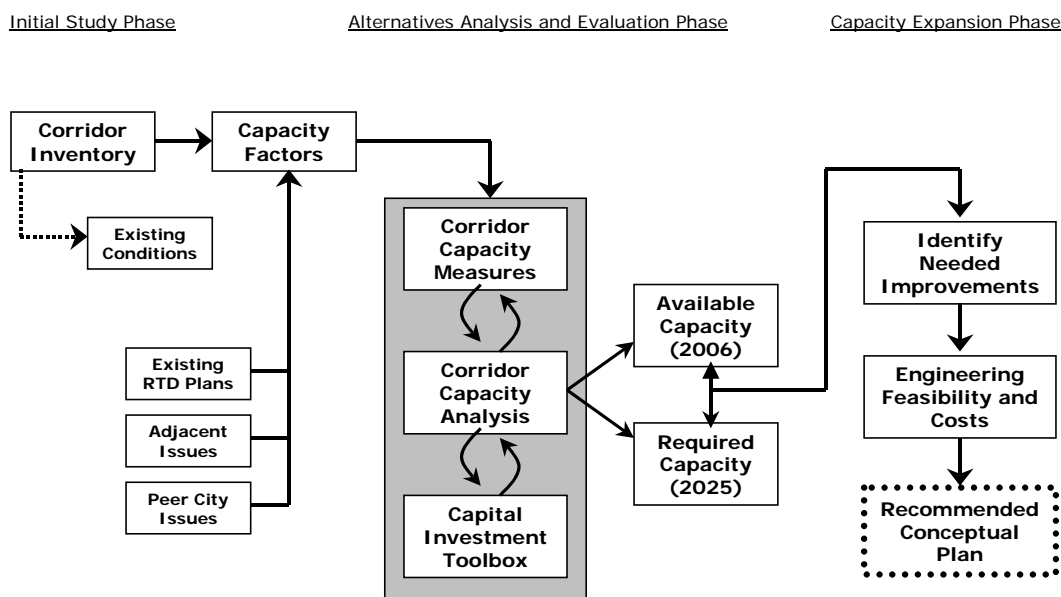 Initial Study Phase
Alternatives Analysis and Evaluation Phase
Capacity Expansion Phase
Corridor
Inventory
Capacity
Factors
Existing
Conditions
Existing
RTD Plans
Adjacent
Issues
Peer City
Issues
Corridor
Capacity
Measures
Corridor
Capacity
Analysis
Capital
Investment
Toolbox
Available
Capacity
(2006)
Required
Capacity
(2025)
Identify
Needed
Improvements
Engineering
Feasibility and
Costs
Recommended
Conceptual
Plan